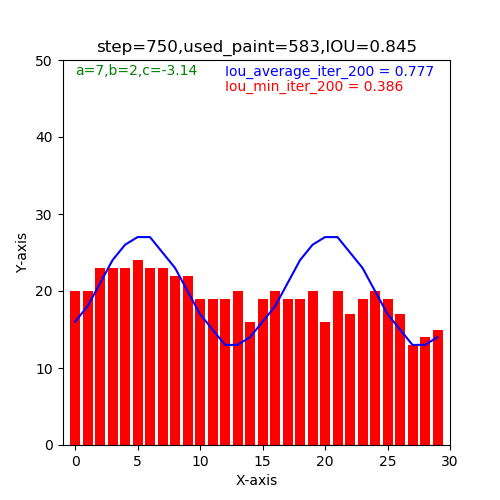 step=750,used_paint=583,IOU=0.845
a=7,b=2,c=-3.14
Iou_average_iter_200 = 0.777
Iou_min_iter_200 = 0.386
50
40
30
20
10
0
Y-axis
0 5 10 15 20 25 30
X-axis